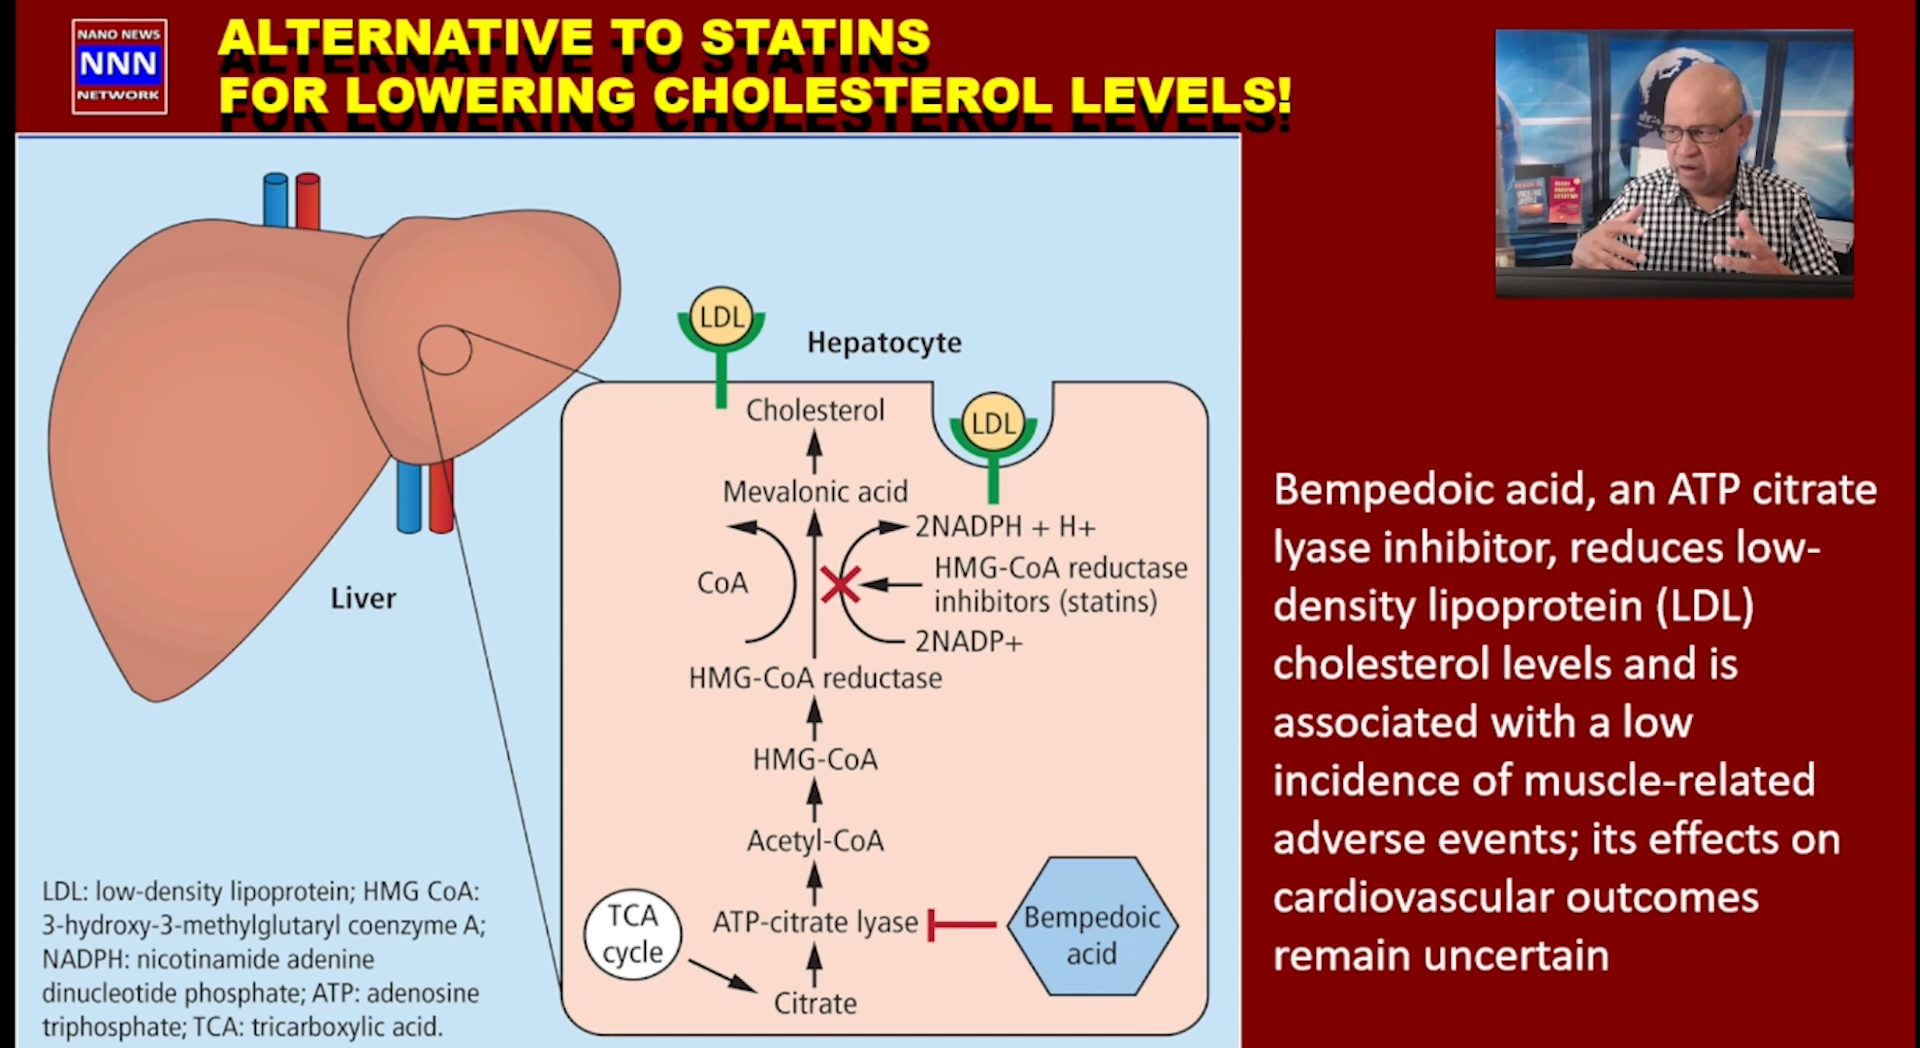 NANO NEWS
NNN
NETWORK
ALTERNATIVE TO STATINS
FOR LOWERING CHOLESTEROL LEVELS!
LDL
Hepatocyte
Cholesterol
LDL
Mevalonic acid
2NADPH + H+
CoA
HMG-CoA reductase
inhibitors (statins)
2NADP+
Liver
HMG-CoA reductase
HMG-CoA
Acetyl-CoA
TCA
cycle
ATP-citrate lyase
Bempedoic
acid
Citrate
LDL: low-density lipoprotein; HMG CoA:
3-hydroxy-3-methylglutaryl coenzyme A;
NADPH: nicotinamide adenine
dinucleotide phosphate; ATP: adenosine
triphosphate; TCA: tricarboxylic acid.
Bempedoic acid, an ATP citrate
lyase inhibitor, reduces low-
density lipoprotein (LDL)
cholesterol levels and is
associated with a low
incidence of muscle-related
adverse events; its effects on
cardiovascular outcomes
remain uncertain